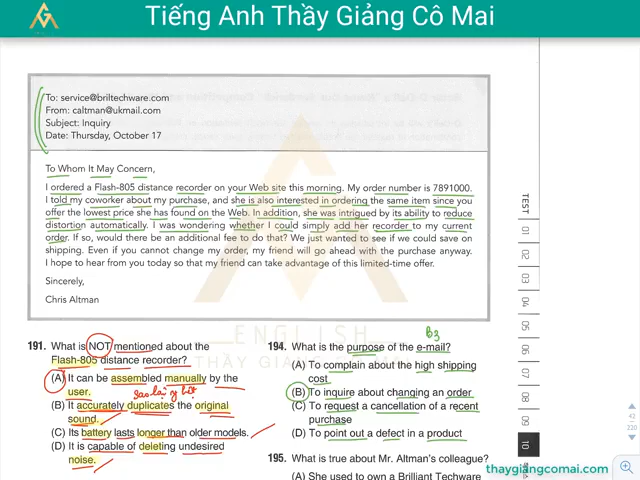 Tiếng Anh Thầy Giảng Cô Mai
To: service@briltechware.com
From: caltman@ukmail.com
Subject: Inquiry
Date: Thursday, October 17
To Whom It May Concern,
I ordered a Flash-805 distance recorder on your Web site this morning. My order number is 7891000.
I told my coworker about my purchase, and she is also interested in ordering the same item since you
offer the lowest price she has found on the Web. In addition, she was intrigued by its ability to reduce
distortion automatically. I was wondering whether I could simply add her recorder to my current
order. If so, would there be an additional fee to do that? We just wanted to see if we could save on
shipping. Even if you cannot change my order, my friend will go ahead with the purchase anyway.
I hope to hear from you today so that my friend can take advantage of this limited-time offer.
Sincerely,
Chris Altman
ENGLISH
THẦY GIẢNG CÔ MAI
191. What is NOT mentioned about the
Flash-805 distance recorder?
(A) It can be assembled manually by the
user.
(B) It accurately duplicates the original
sound.
(C) Its battery lasts longer than older models.
(D) It is capable of deleting undesired
noise.
194. What is the purpose of the e-mail?
(A) To complain about the high shipping
cost
(B) To inquire about changing an order
(C) To request a cancellation of a recent
purchase
(D) To point out a defect in a product
195. What is true about Mr. Altman's colleague?
(A) She used to own a Brilliant Techware
TEST
01
02
03
04
05
06
07
08
09
10
42
220
thaygiangcomai.com